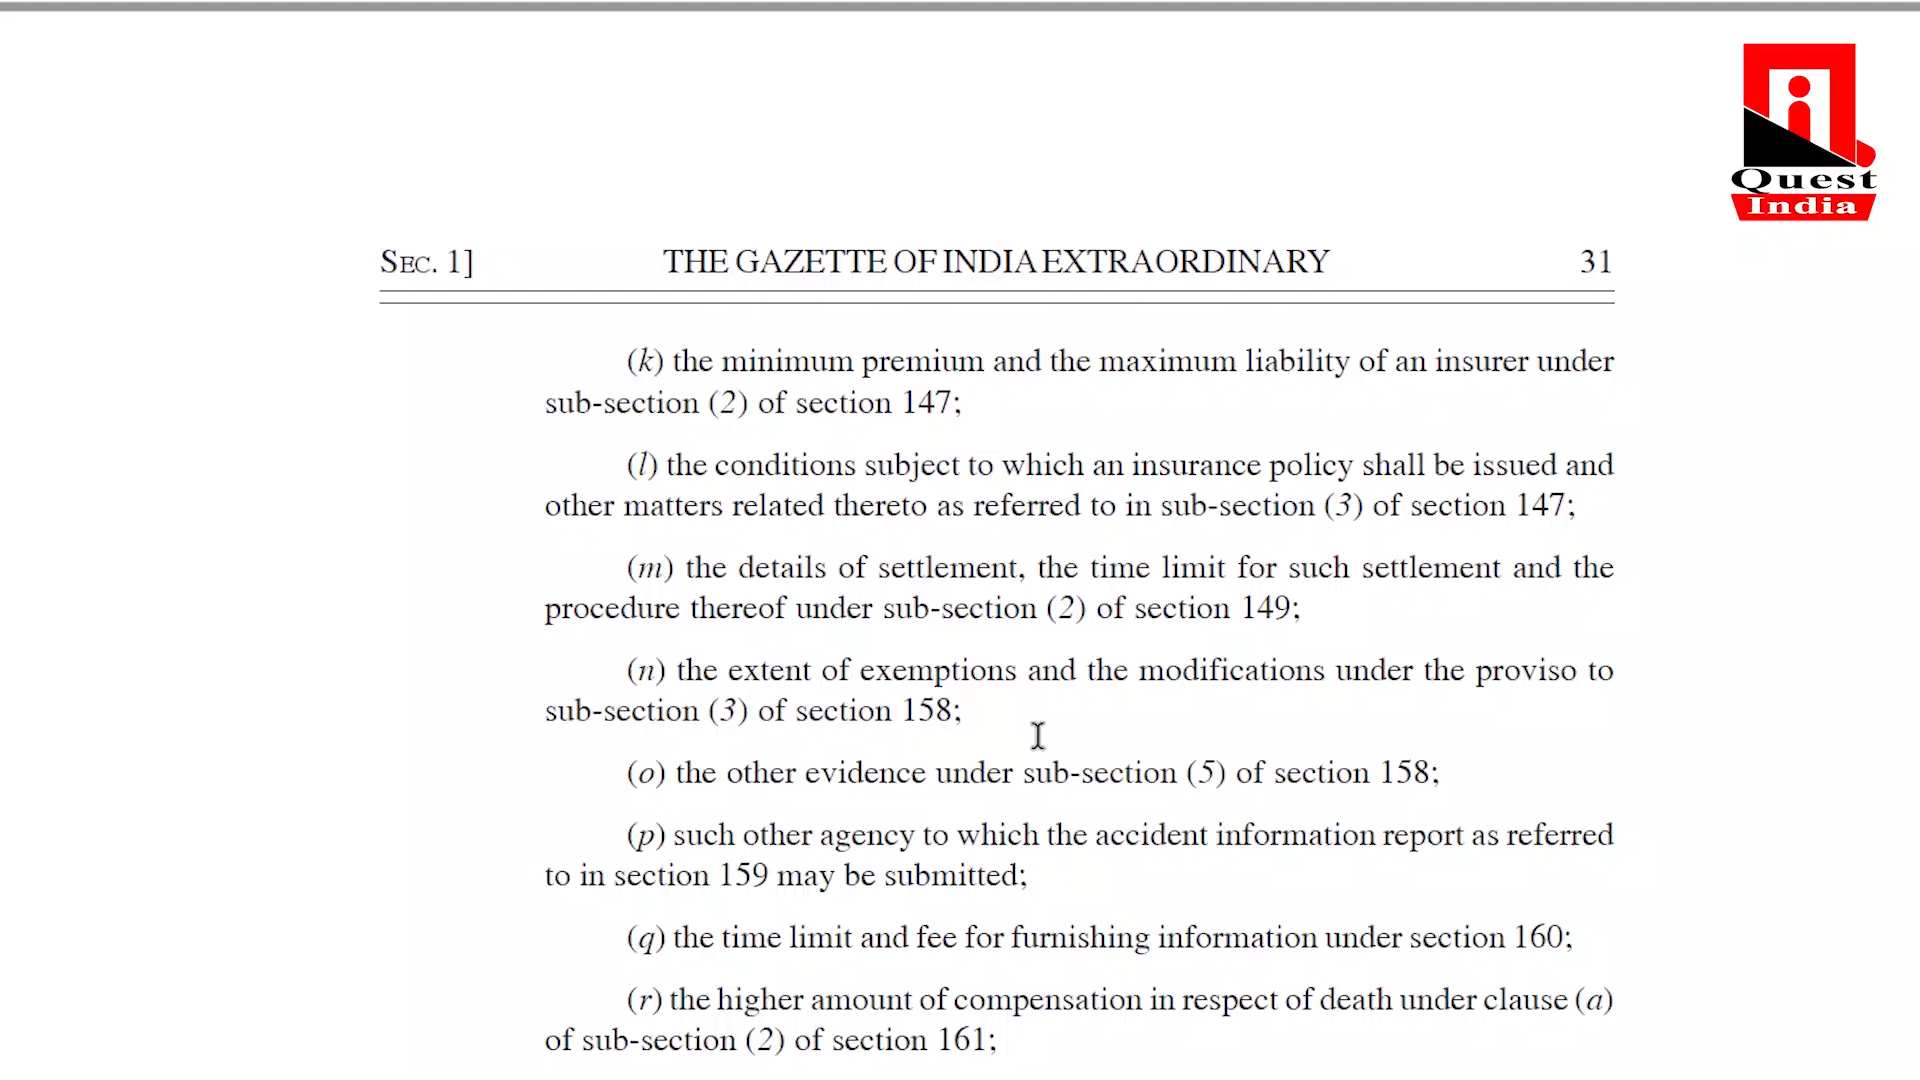 Quest
India
SEC. 1] THE GAZETTE OF INDIA EXTRAORDINARY 31
(k) the minimum premium and the maximum liability of an insurer under
sub-section (2) of section 147;
(l) the conditions subject to which an insurance policy shall be issued and
other matters related thereto as referred to in sub-section (3) of section 147;
(m) the details of settlement, the time limit for such settlement and the
procedure thereof under sub-section (2) of section 149;
(n) the extent of exemptions and the modifications under the proviso to
sub-section (3) of section 158;
(o) the other evidence under sub-section (5) of section 158;
(p) such other agency to which the accident information report as referred
to in section 159 may be submitted;
(q) the time limit and fee for furnishing information under section 160;
(r) the higher amount of compensation in respect of death under clause (a)
of sub-section (2) of section 161;